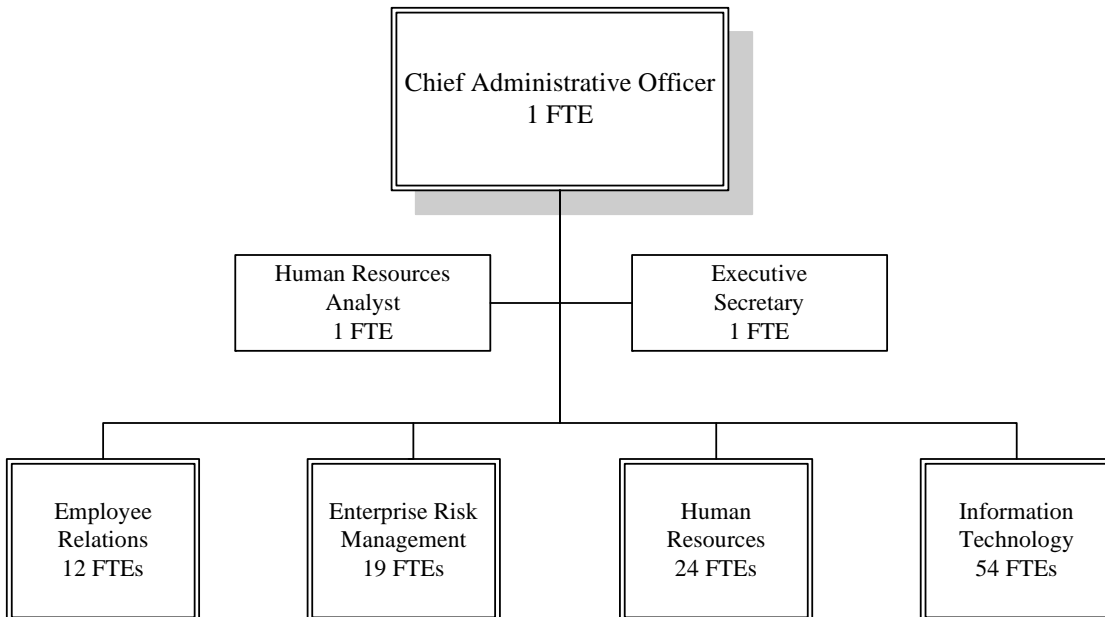 Chief Administrative Officer
1 FTE
Human Resources
Analyst
1 FTE
Executive
Secretary
1 FTE
Employee
Relations
12 FTEs
Enterprise Risk
Management
19 FTEs
Human
Resources
24 FTEs
Information
Technology
54 FTEs